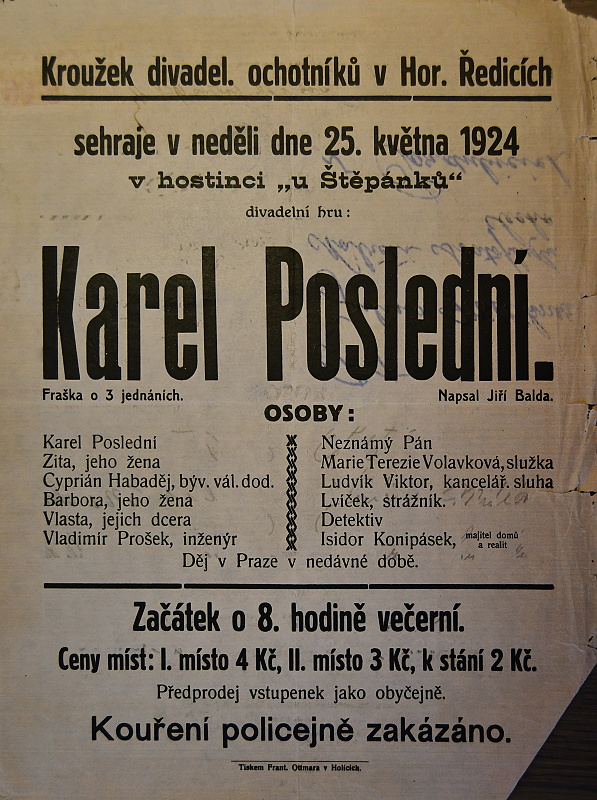 Kroužek divadel. ochotníků v Hor. Ředicích
sehraje v neděli dne 25. května 1924
v hostinci „u Štěpánků“
divadelní hru :
Karel Poslední.
Fraška o 3 jednáních.
Napsal Jiří Balda.
OSOBY :
Karel Poslední
Zita, jeho žena
Cyprián Habaděj, býv. vál. dod.
Barbora, jeho žena
Vlasta, jejich dcera
Vladimír Prošek, inženýr
Neznámý Pán
Marie Terezie Volavková, služka
Ludvík Viktor, kancelář. sluha
Lvíček, strážník.
Detektiv
Isidor Konipásek, majitel domů
a realit
Děj v Praze v nedávné době.
Začátek o 8. hodině večerní.
Ceny míst: I. místo 4 Kč, II. místo 3 Kč, k stání 2 Kč.
Předprodej vstupenek jako obyčejně.
Kouření policejně zakázáno.
Tiskem Frant. Ottmara v Holicích.